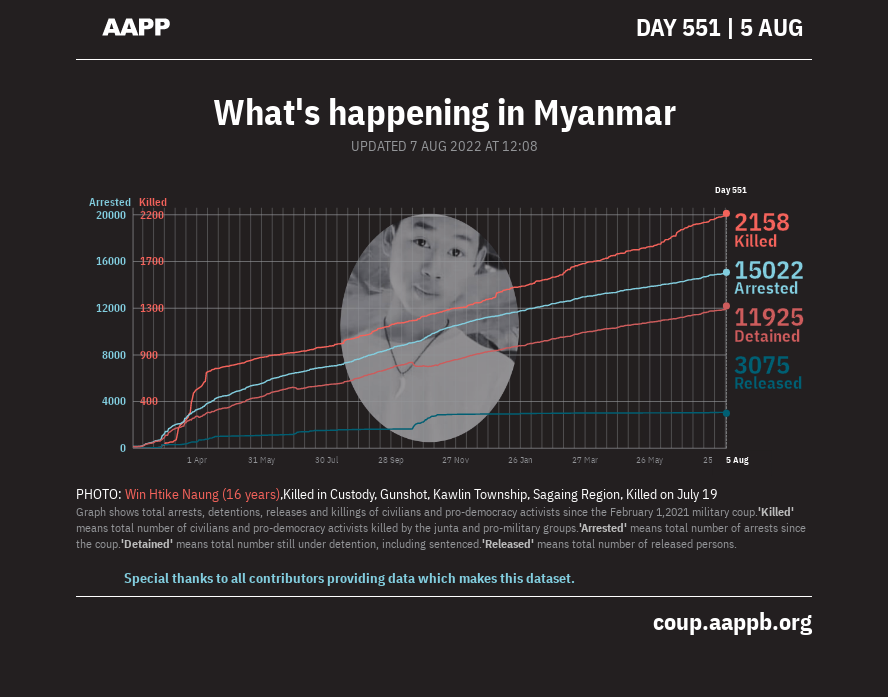 AAPP
DAY 551 | 5 AUG
What's happening in Myanmar
UPDATED 7 AUG 2022 AT 12:08
Day 551
Arrested Killed
20000 2200
16000 1700
12000 1300
8000 900
4000 400
0
2158
Killed
15022
Arrested
11925
Detained
3075
Released
1 Apr 31 May 30 Jul 28 Sep 27 Nov 26 Jan 27 Mar 26 May 25 5 Aug
PHOTO: Win Htike Naung (16 years),Killed in Custody, Gunshot, Kawlin Township, Sagaing Region, Killed on July 19
Graph shows total arrests, detentions, releases and killings of civilians and pro-democracy activists since the February 1,2021 military coup.'Killed'
means total number of civilians and pro-democracy activists killed by the junta and pro-military groups.'Arrested' means total number of arrests since
the coup.'Detained' means total number still under detention, including sentenced.'Released' means total number of released persons.
Special thanks to all contributors providing data which makes this dataset.
coup.aappb.org